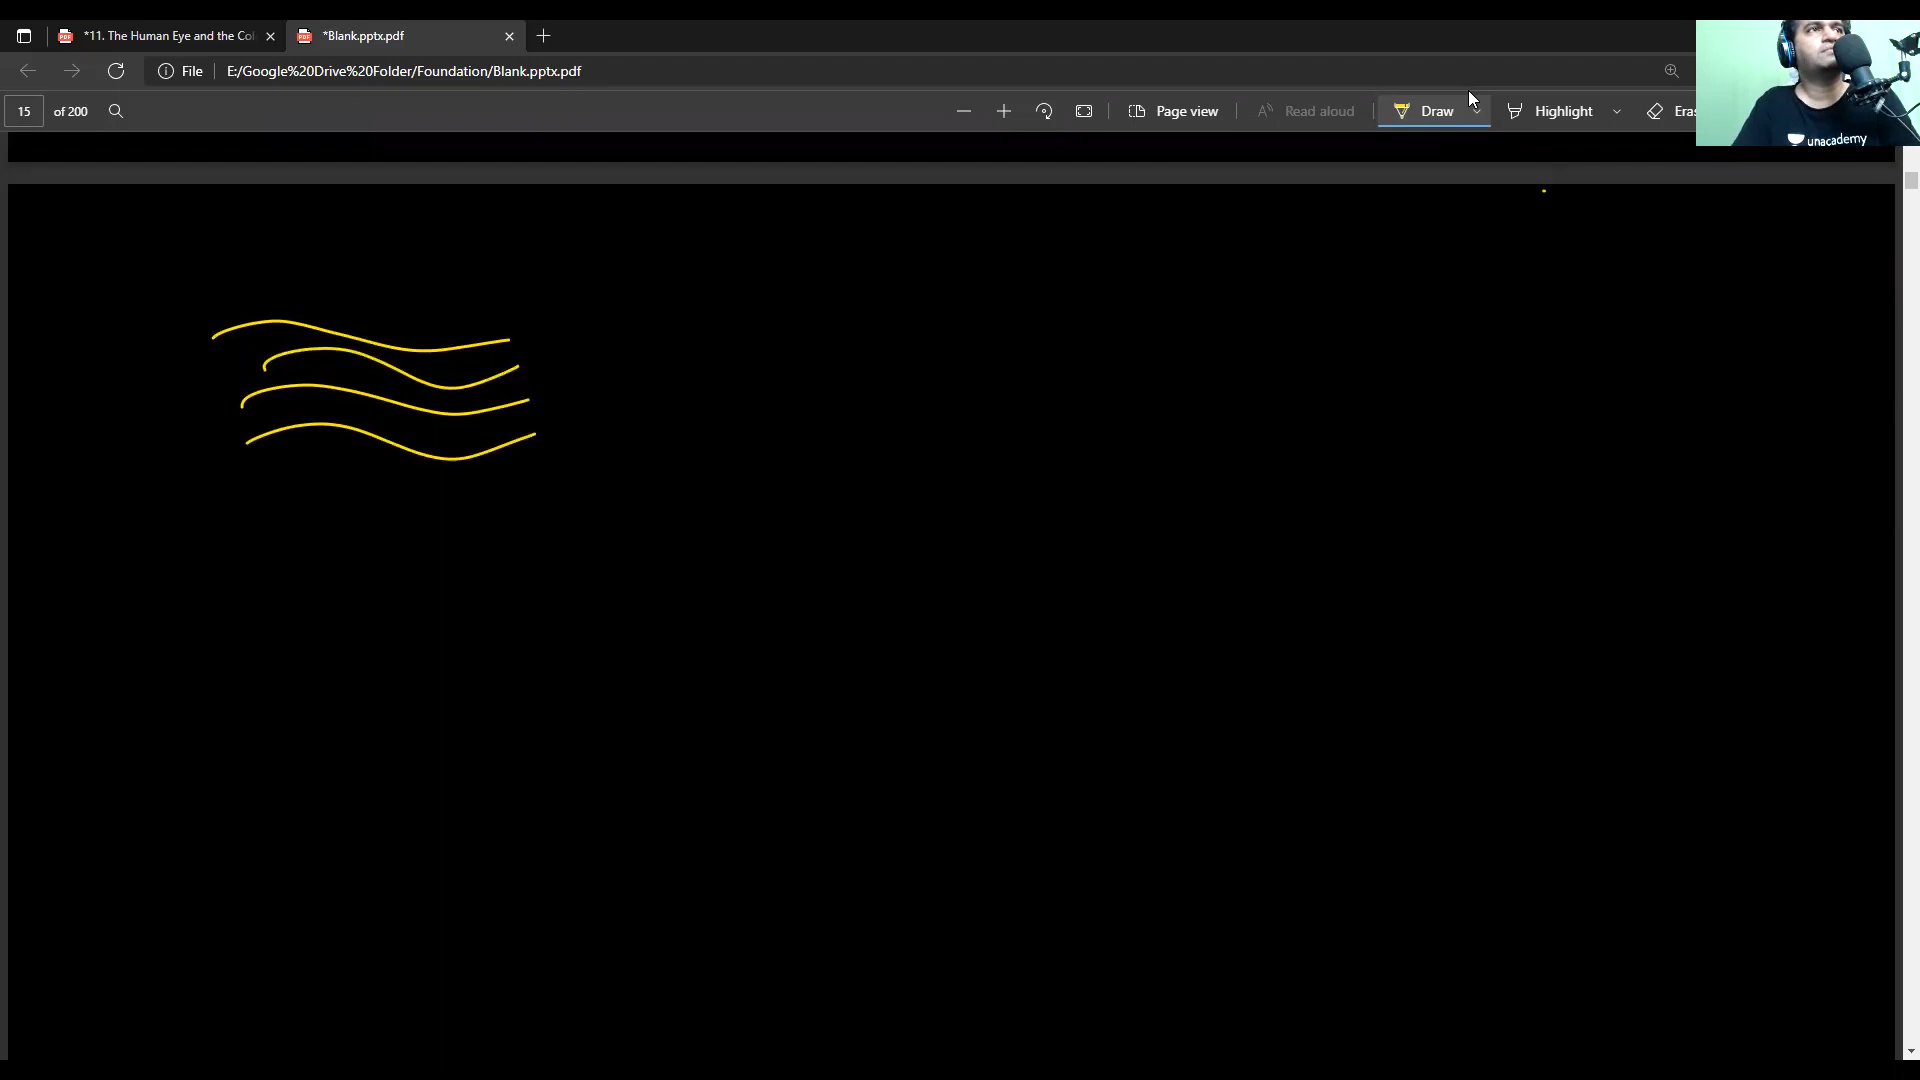 *11. The Human Eye and the Col
*Blank.pptx.pdf
File
E:/Google%20Drive%20Folder/Foundation/Blank.pptx.pdf
15 of 200
Page view
Read aloud
Draw
Highlight
Eras
unacademy